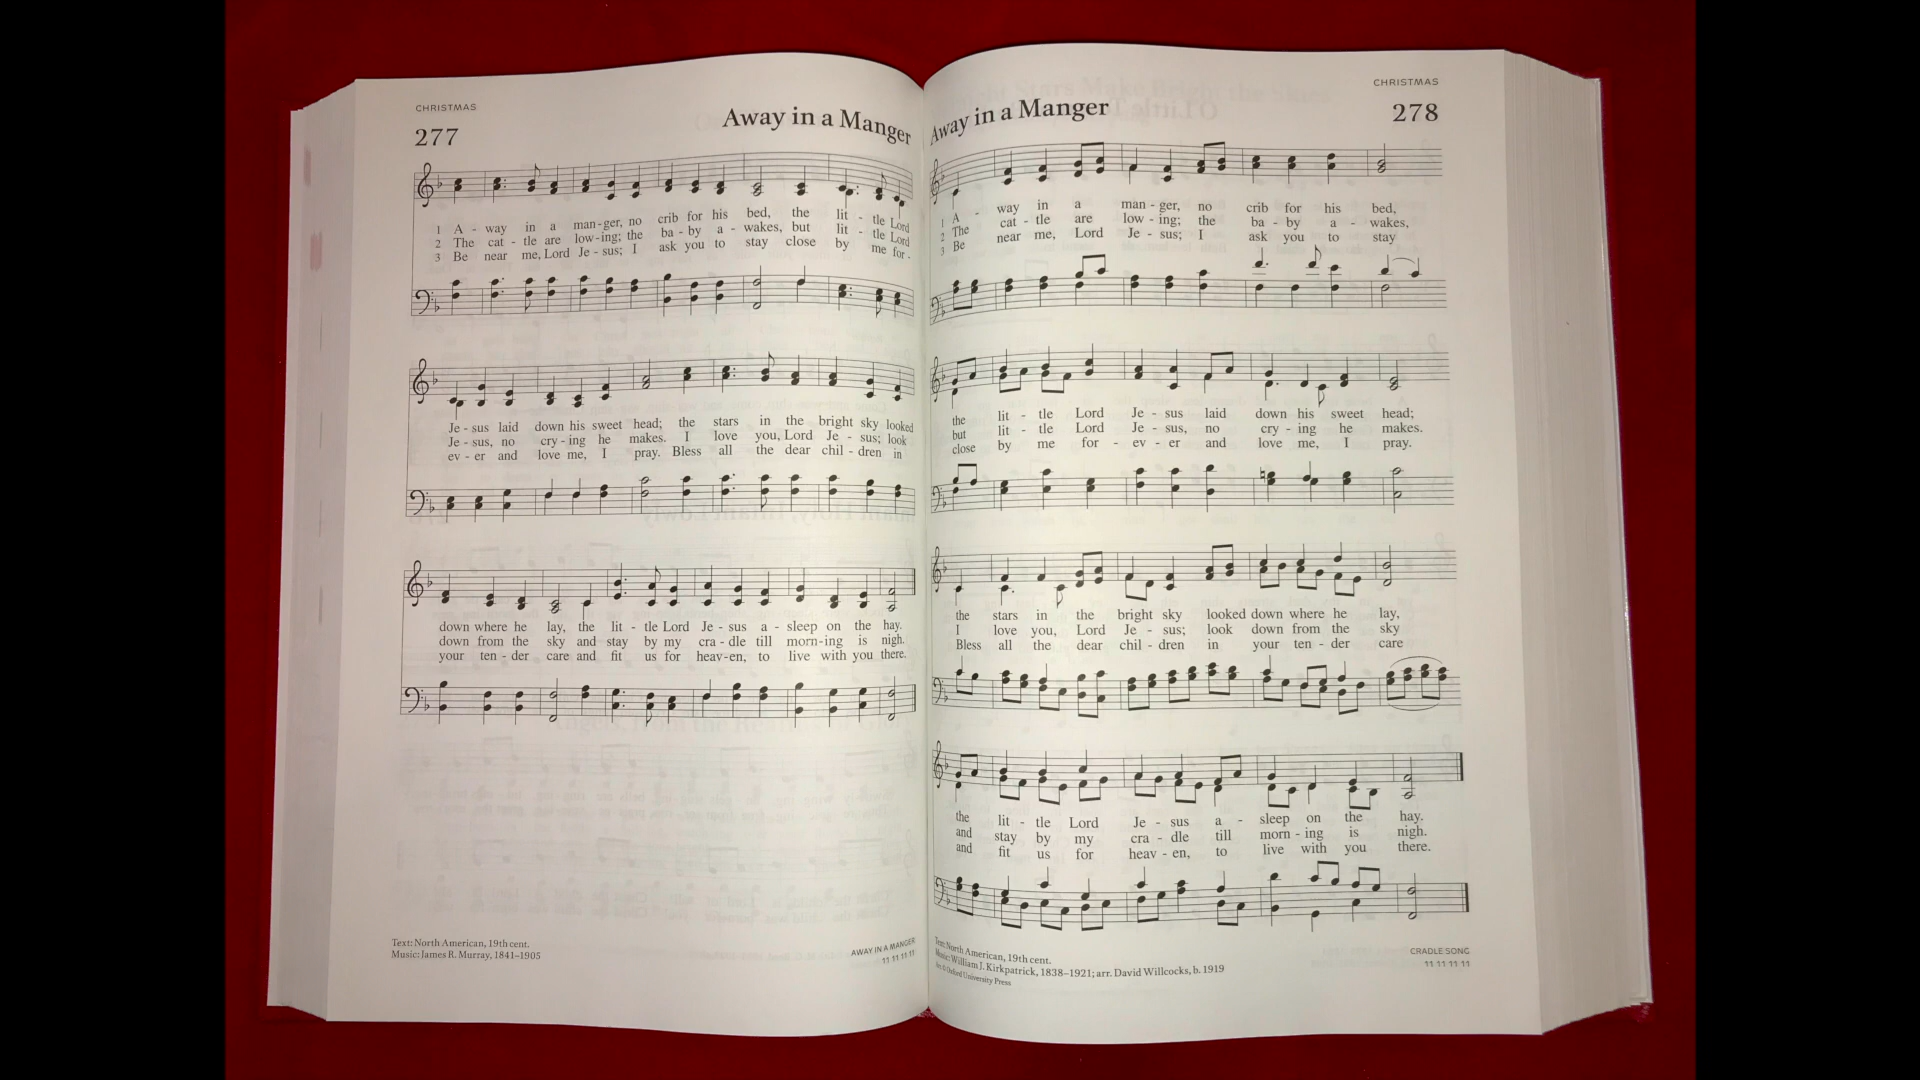 CHRISTMAS
277
Away in a Manger
1 A - way in a man - ger, no crib for his bed, the lit - tle Lord
2 The cat - tle are low - ing; the ba - by a - wakes, but lit - tle Lord
3 Be near me, Lord Je - sus; I ask you to stay close by me for -
Je - sus laid down his sweet head; the stars in the bright sky looked
Je - sus, no cry - ing he makes. I love you, Lord Je - sus; look
ev - er and love me, I pray. Bless all the dear chil - dren in
down where he lay, the lit - tle Lord Je - sus a - sleep on the hay.
down from the sky and stay by my cra - dle till morn - ing is nigh.
your ten - der care and fit us for heav - en, to live with you there.
Text: North American, 19th cent.
Music: James R. Murray, 1841–1905
AWAY IN A MANGER
11 11 11 11
CHRISTMAS
Away in a Manger
278
1 A - way in a man - ger, no crib for his bed,
2 The cat - tle are low - ing; the ba - by a - wakes,
3 Be near me, Lord Je - sus; I ask you to stay
the lit - tle Lord Je - sus laid down his sweet head;
but lit - tle Lord Je - sus, no cry - ing he makes.
close by me for - ev - er and love me, I pray.
the stars in the bright sky looked down where he lay,
I love you, Lord Je - sus; look down from the sky
Bless all the dear chil - dren in your ten - der care
the lit - tle Lord Je - sus a - sleep on the hay.
and stay by my cra - dle till morn - ing is nigh.
and fit us for heav - en, to live with you there.
Text: North American, 19th cent.
Music: William J. Kirkpatrick, 1838–1921; arr. David Willcocks, b. 1919
Arr. © Oxford University Press
CRADLE SONG
11 11 11 11